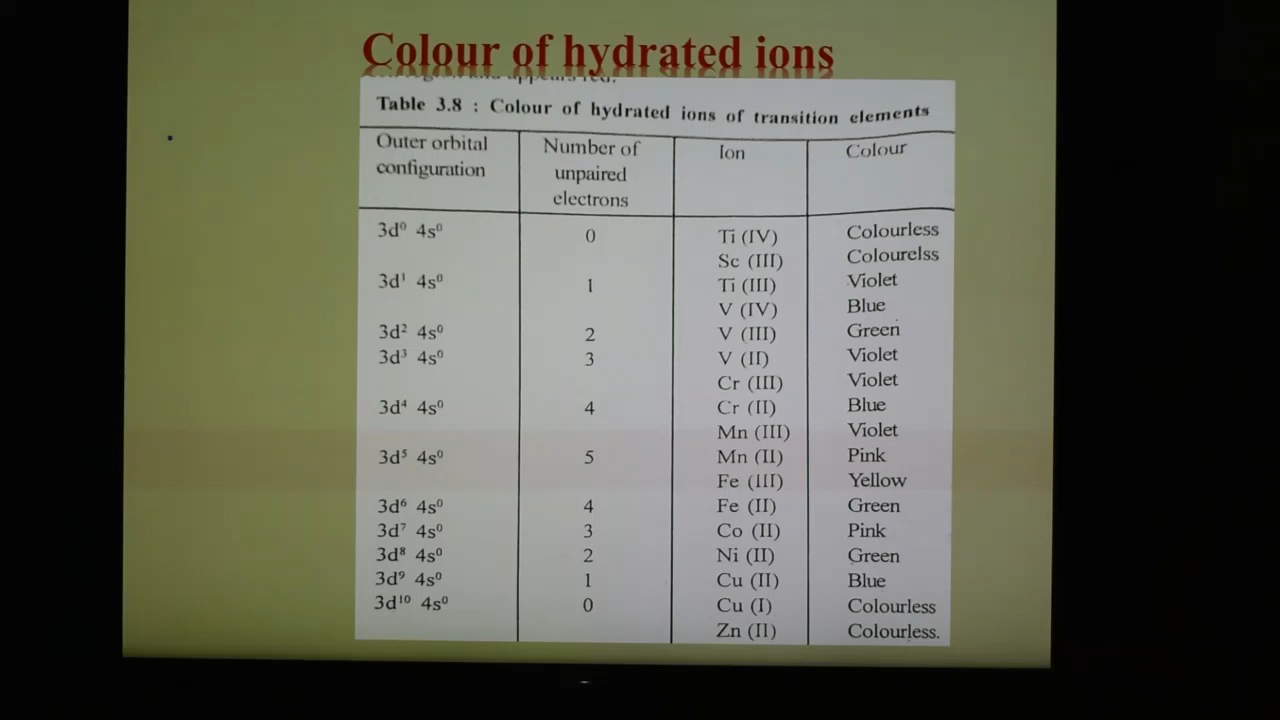 Colour of hydrated ions
appears red.
Table 3.8 : Colour of hydrated ions of transition elements
Outer orbital configuration Number of unpaired electrons Ion Colour
3d⁰ 4s⁰ 0 Ti (IV) Colourless
Sc (III) Colourelss
3d¹ 4s⁰ 1 Ti (III) Violet
V (IV) Blue
3d² 4s⁰ 2 V (III) Green
3d³ 4s⁰ 3 V (II) Violet
Cr (III) Violet
3d⁴ 4s⁰ 4 Cr (II) Blue
Mn (III) Violet
3d⁵ 4s⁰ 5 Mn (II) Pink
Fe (III) Yellow
3d⁶ 4s⁰ 4 Fe (II) Green
3d⁷ 4s⁰ 3 Co (II) Pink
3d⁸ 4s⁰ 2 Ni (II) Green
3d⁹ 4s⁰ 1 Cu (II) Blue
3d¹⁰ 4s⁰ 0 Cu (I) Colourless
Zn (II) Colourless.